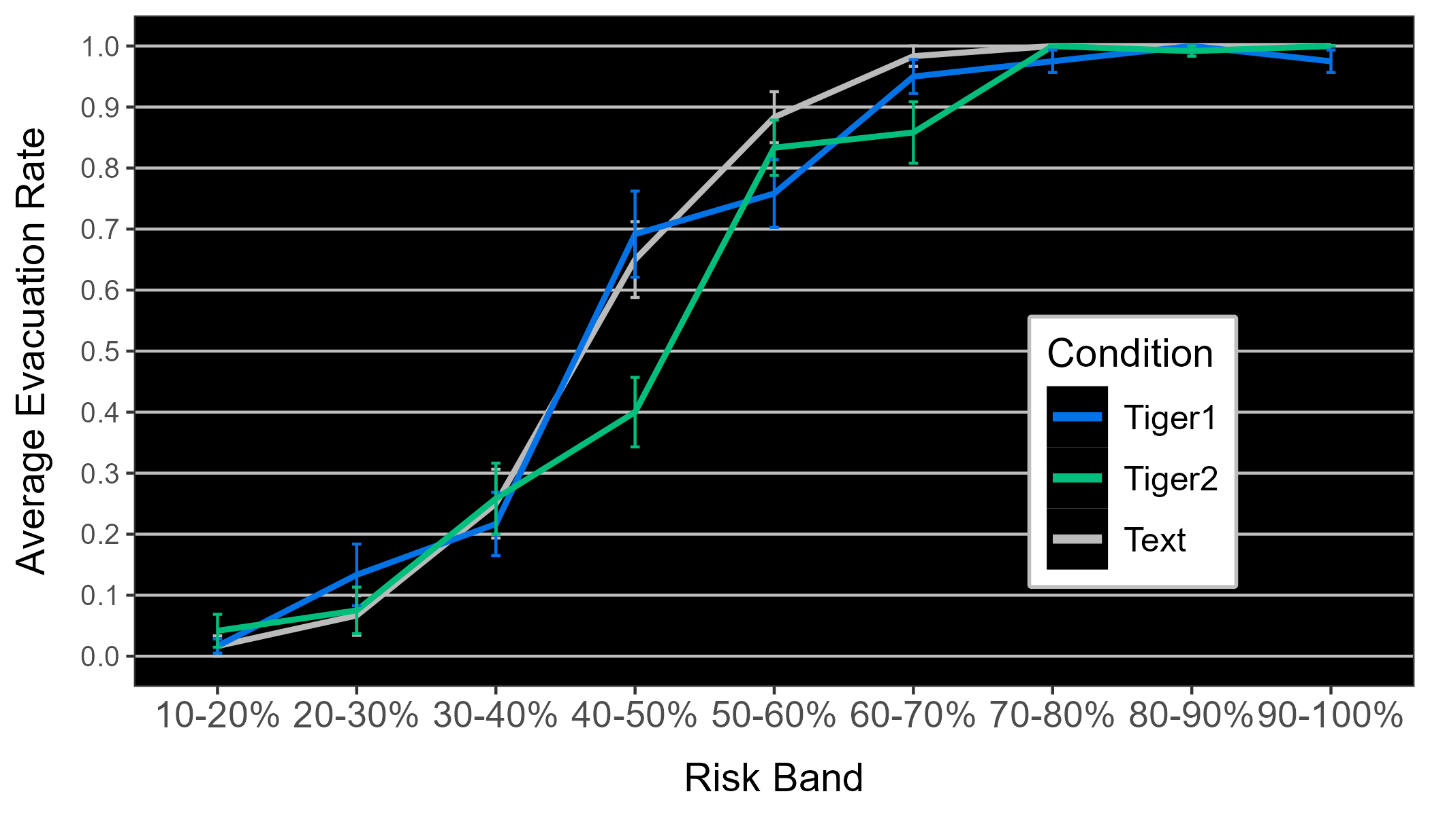 Average Evacuation Rate
1.0
0.9
0.8
0.7
0.6
0.5
0.4
0.3
0.2
0.1
0.0
Condition
Tiger1
Tiger2
Text
10-20% 20-30% 30-40% 40-50% 50-60% 60-70% 70-80% 80-90% 90-100%
Risk Band